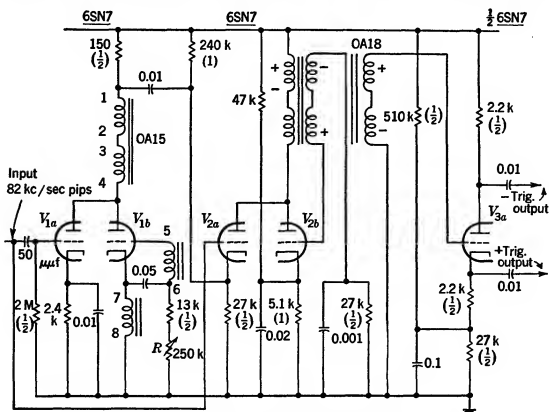 6SN7
6SN7
½ 6SN7
150
(½)
240 k
(1)
0.01
1
2
3
4
OA15
47 k
+
−
−
+
OA18
+
−
510 k
(½)
2.2 k
(½)
0.01
− Trig.
output
Input
82 kc/sec pips
V1a
V1b
5
6
V2a
V2b
V3a
+Trig.
output
0.01
50
μμf
0.05
7
8
2 M
(½)
2.4
k
0.01
13 k
(½)
R
250 k
27 k
(½)
5.1 k
(1)
0.02
27 k
(½)
0.001
2.2 k
(½)
27 k
(½)
0.1